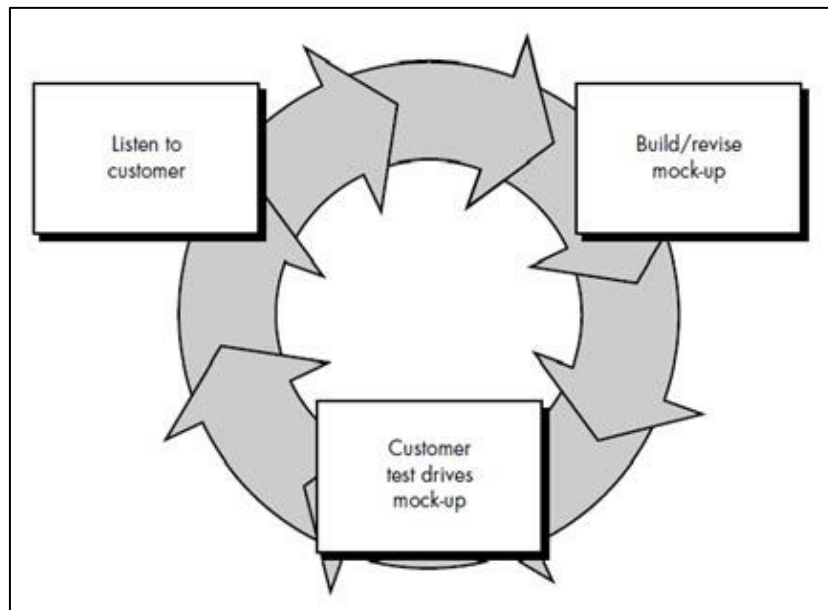 Listen to
customer
Build/revise
mock-up
Customer
test drives
mock-up